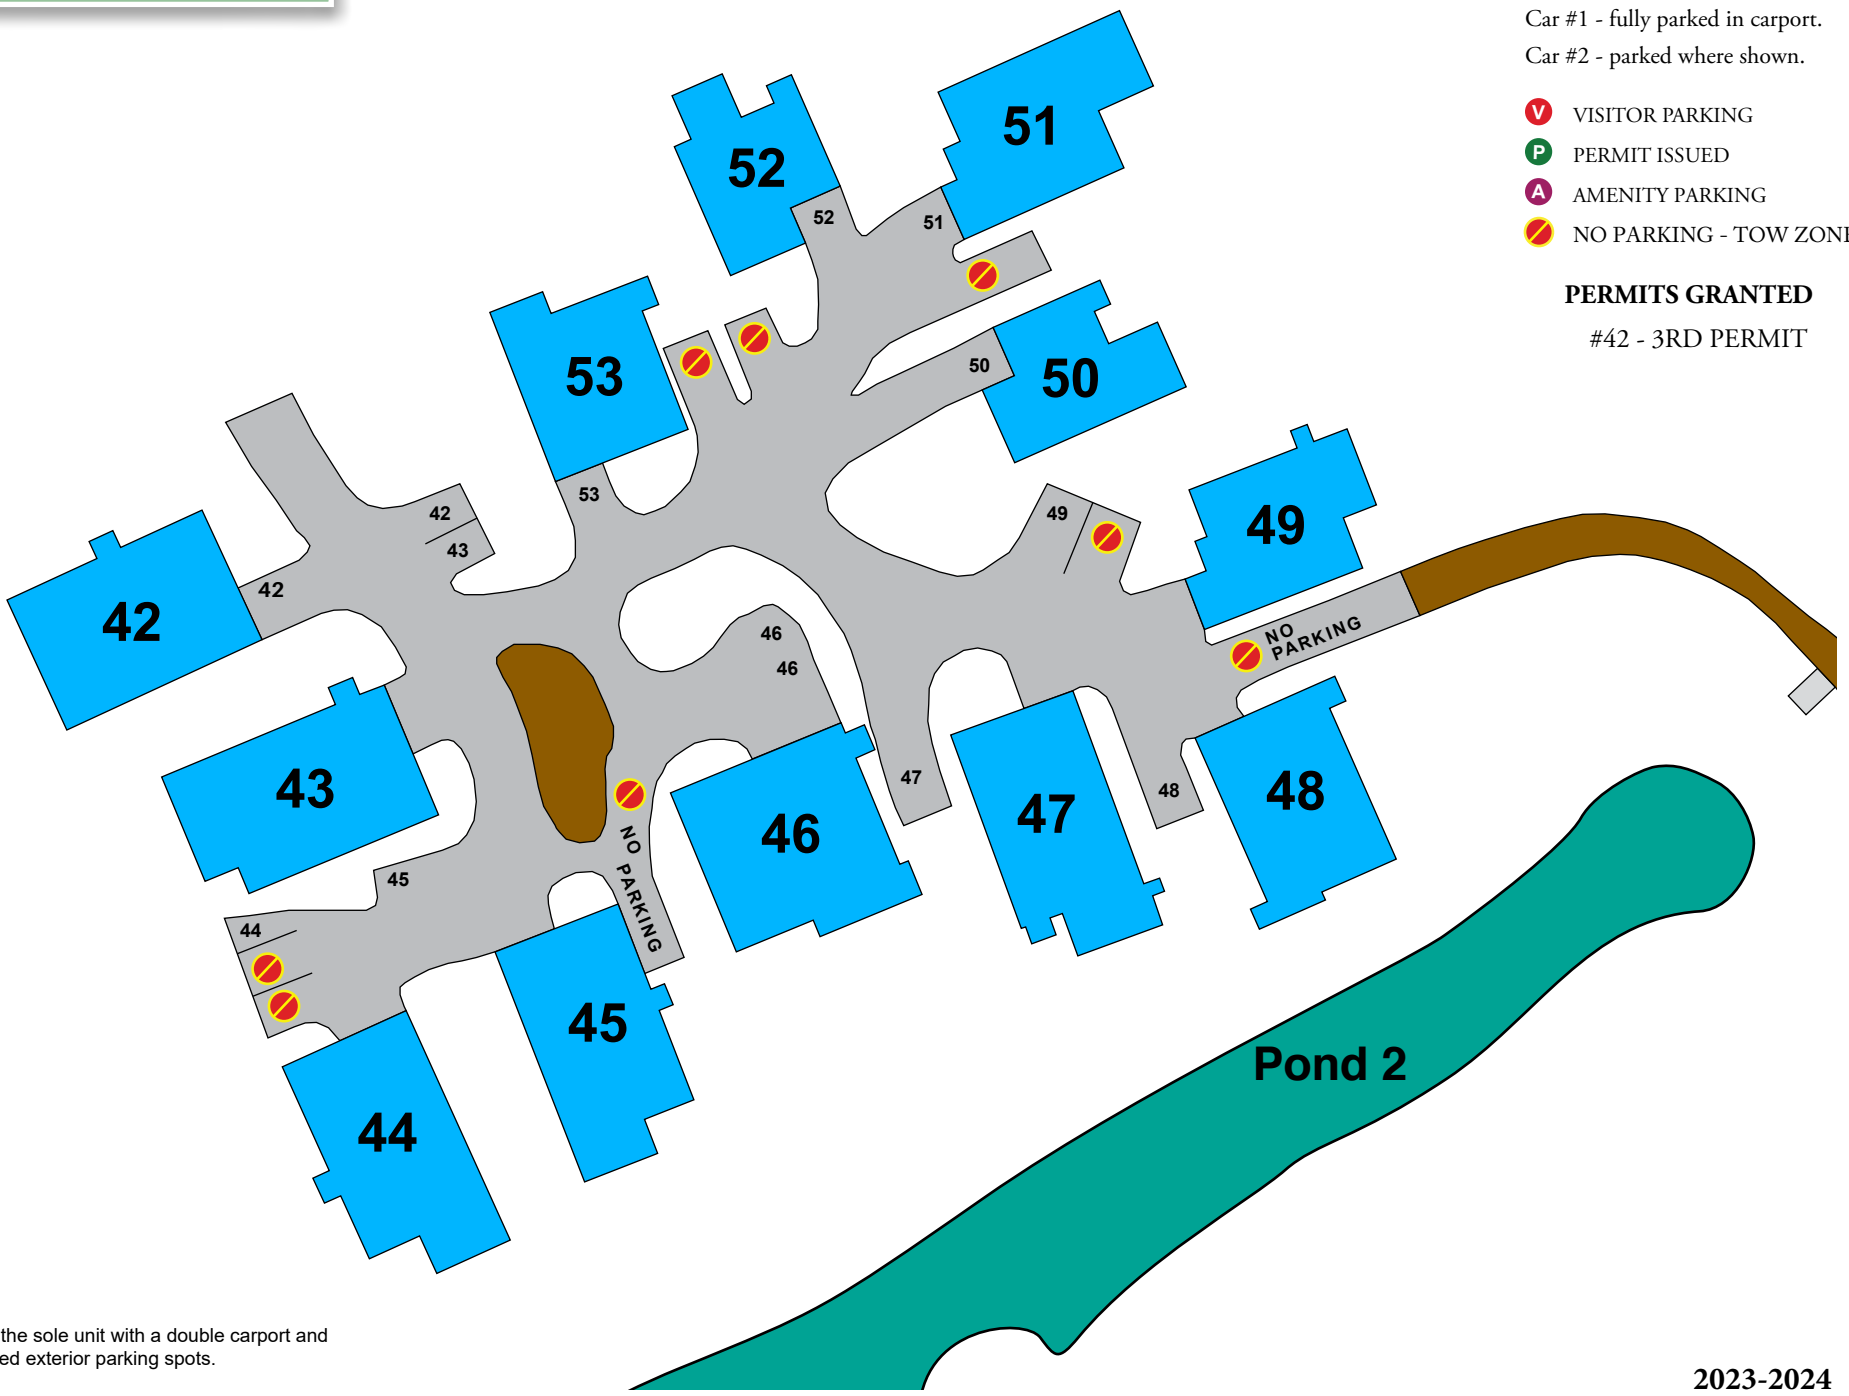 Car #1 - fully parked in carport.
Car #2 - parked where shown.
V VISITOR PARKING
P PERMIT ISSUED
A AMENITY PARKING
NO PARKING - TOW ZONE
PERMITS GRANTED
#42 - 3RD PERMIT
51
52
52
51
53
50
50
53
42
43
49
49
42
42
46
46
NO
PARKING
43
47
48
48
47
46
45
NO
PARKING
44
45
44
Pond 2
the sole unit with a double carport and
ed exterior parking spots.
2023-2024